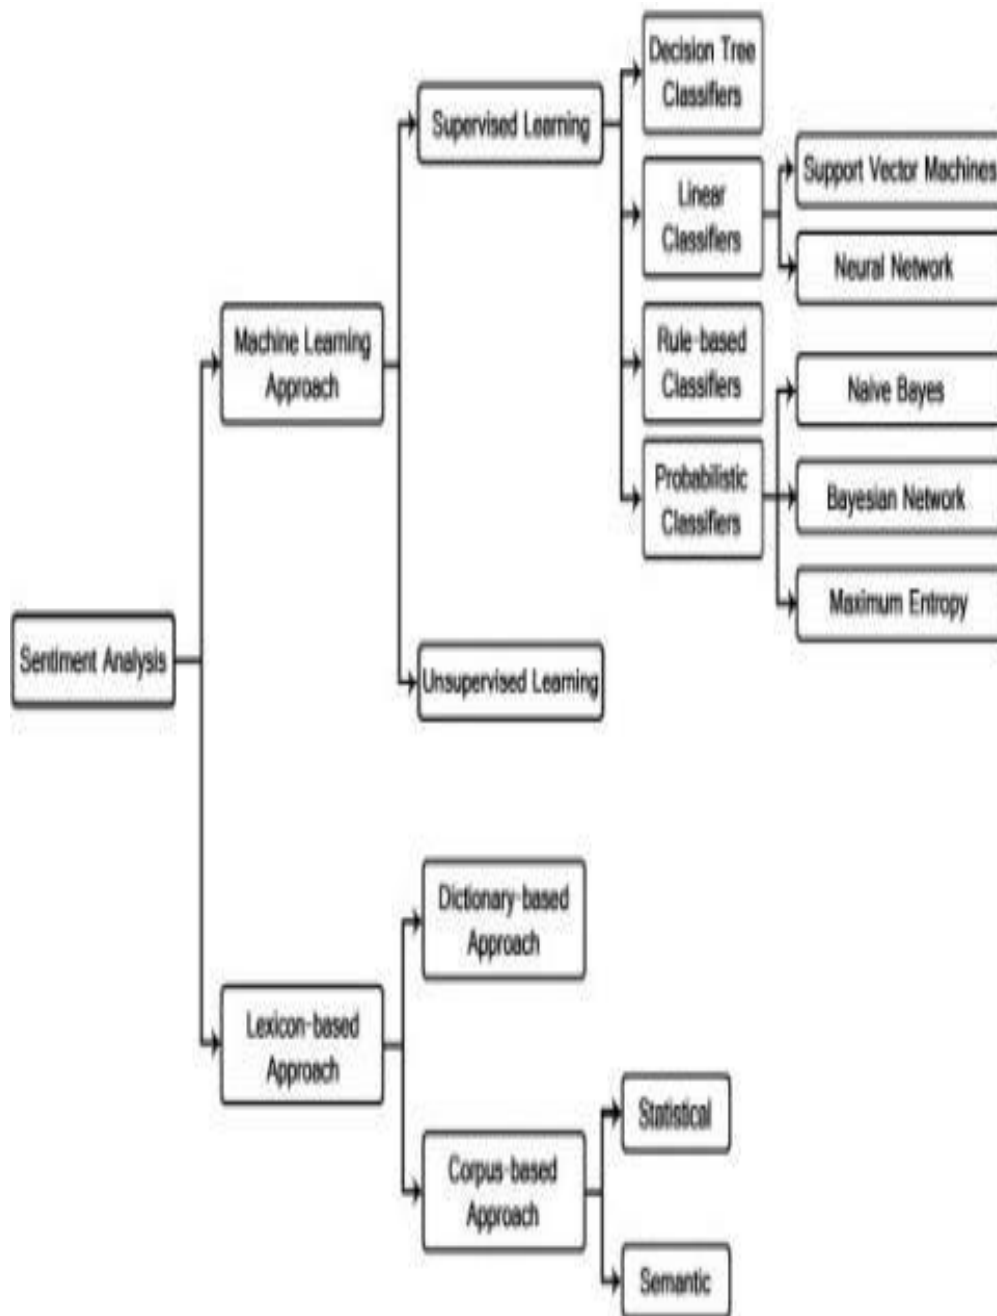 Decision Tree
Classifiers
Supervised Learning
Support Vector Machines
Linear
Classifiers
Neural Network
Machine Learning
Approach
Rule-based
Classifiers
Naive Bayes
Probabilistic
Classifiers
Bayesian Network
Maximum Entropy
Sentiment Analysis
Unsupervised Learning
Dictionary-based
Approach
Lexicon-based
Approach
Statistical
Corpus-based
Approach
Semantic